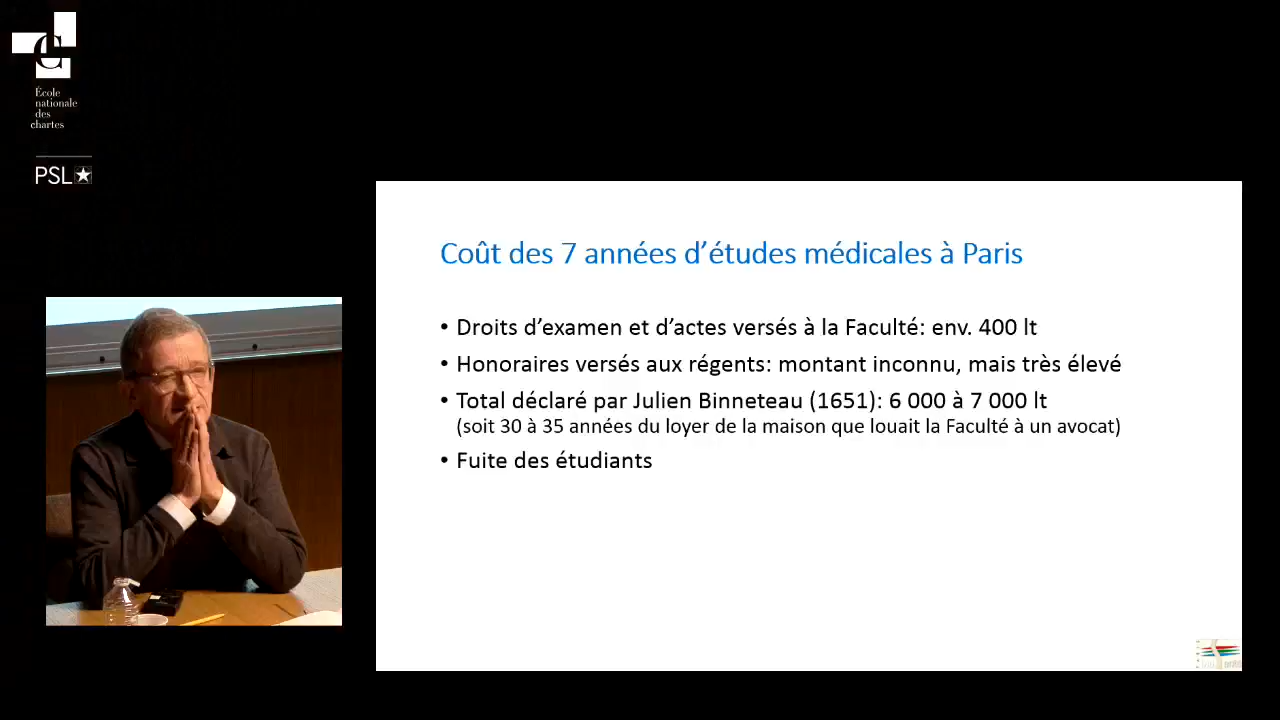 École
nationale
des
chartes
PSL
Coût des 7 années d’études médicales à Paris
• Droits d’examen et d’actes versés à la Faculté: env. 400 lt
• Honoraires versés aux régents: montant inconnu, mais très élevé
• Total déclaré par Julien Binneteau (1651): 6 000 à 7 000 lt
(soit 30 à 35 années du loyer de la maison que louait la Faculté à un avocat)
• Fuite des étudiants